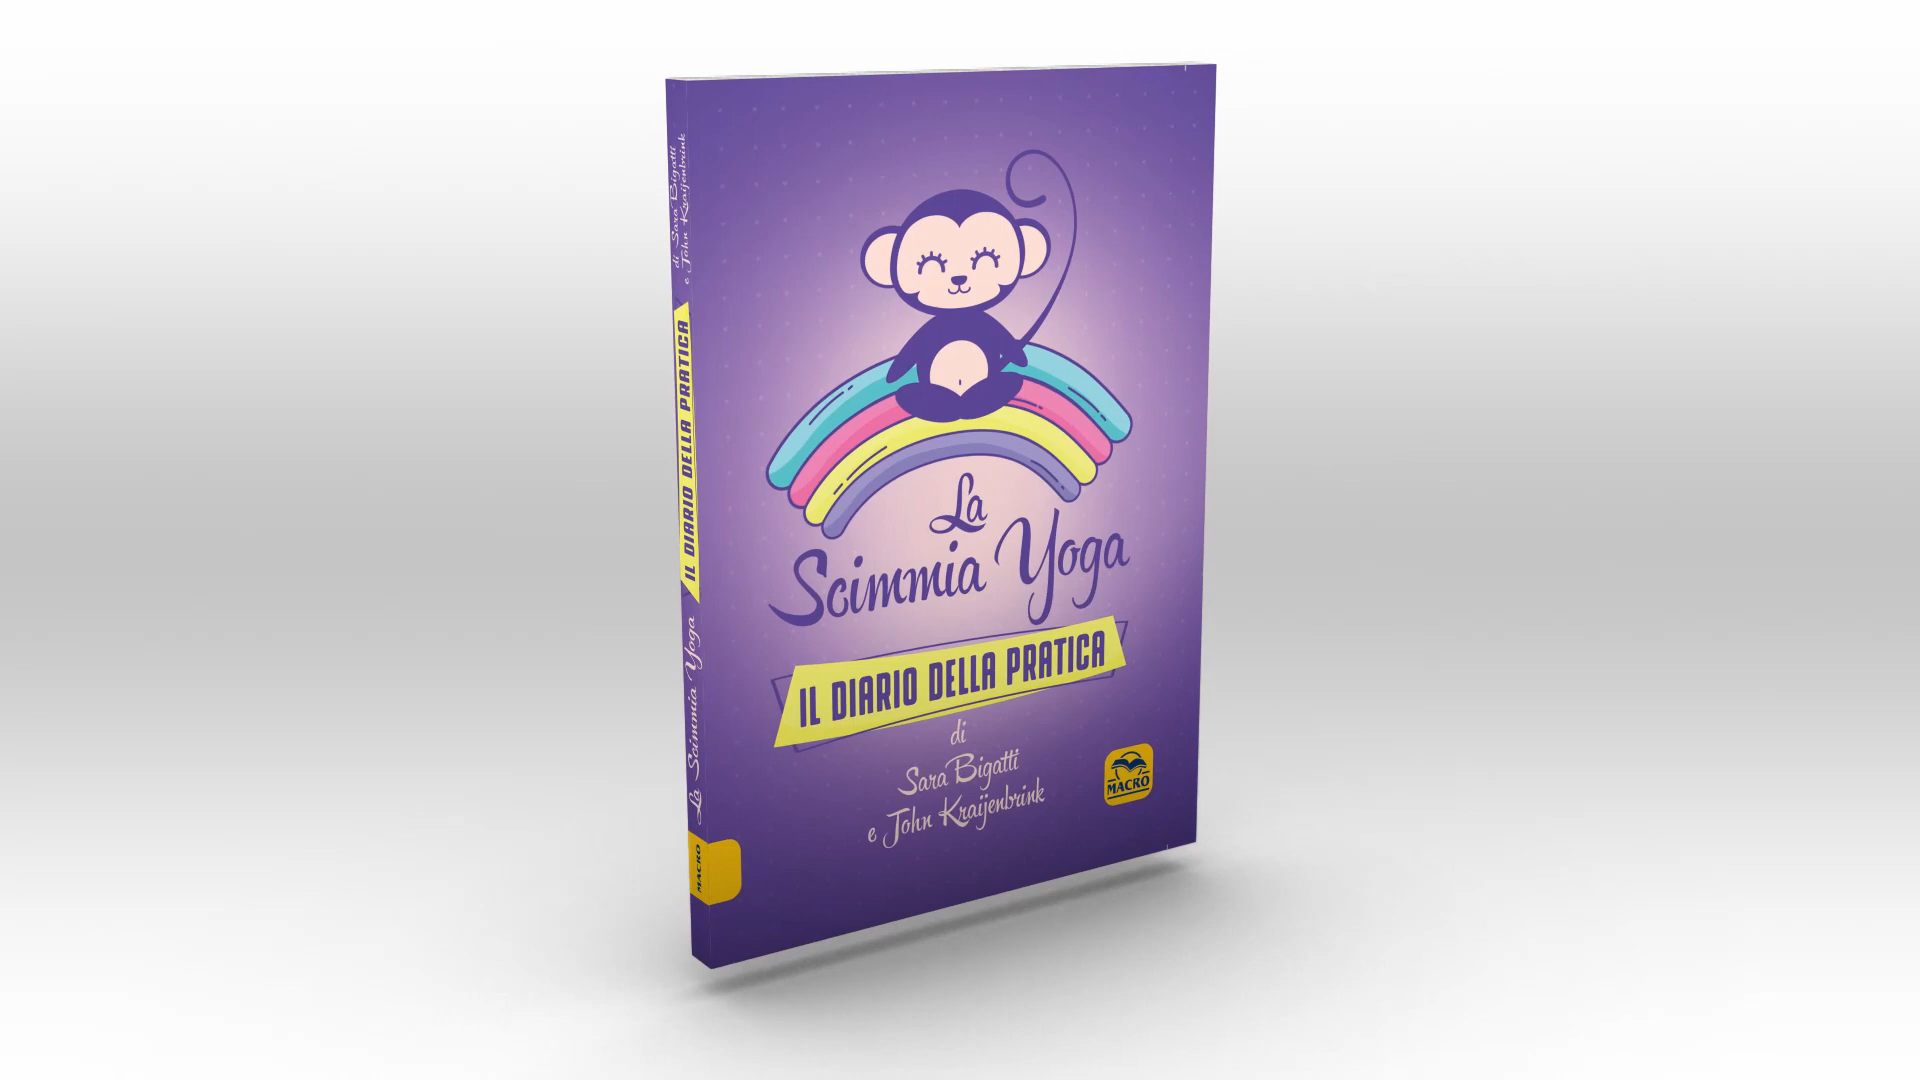 La
Scimmia Yoga
IL DIARIO DELLA PRATICA
di
Sara Bigatti
e John Kraijenbrink
MACRO
di Sara Bigatti
e John Kraijenbrink
IL DIARIO DELLA PRATICA
La Scimmia Yoga
MACRO